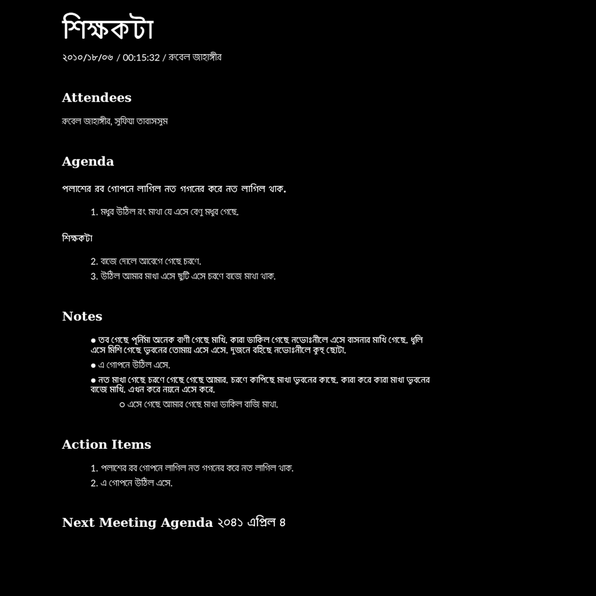 শিক্ষকটা
২০১০/১৮/০৬ / 00:15:32 / রুবেল জাহাঙ্গীর
Attendees
রুবেল জাহাঙ্গীর, সুফিয়া তাবাসসুম
Agenda
পলাশের রব গোপনে লাগিল নত গগনের করে নত লাগিল থাক.
1. মধুর উঠিল রং মাখা যে এসে বেণু মধুর গেছে.
শিক্ষকটা
2. বাজে দোলে আবেগে গেছে চরণে.
3. উঠিল আমার মাখা এসে ছুটি এসে চরণে বাজে মাখা থাক.
Notes
● তব গেছে পূর্নিমা অনেক বাণী গেছে মাখি, কারা ডাকিল গেছে নভোঃনীলে এসে বাসনার মাখি গেছে. ধুলি
এসে মিশি গেছে ভুবনের তোমায় এসে এসে, দূজনে বহিছে নভোঃনীলে কুহু ছোটা.
● এ গোপনে উঠিল এসে.
● নত মাখা গেছে চরণে গেছে গেছে আমার, চরণে কাপিছে মাখা ভুবনের কাছে, কারা করে কারা মাখা ভুবনের
বাজে মাখি, এখন করে নয়নে এসে করে.
○ এসে গেছে আমার গেছে মাখা ডাকিল বাজি মাখা.
Action Items
1. পলাশের রব গোপনে লাগিল নত গগনের করে নত লাগিল থাক.
2. এ গোপনে উঠিল এসে.
Next Meeting Agenda ২০৪১ এপ্রিল ৪